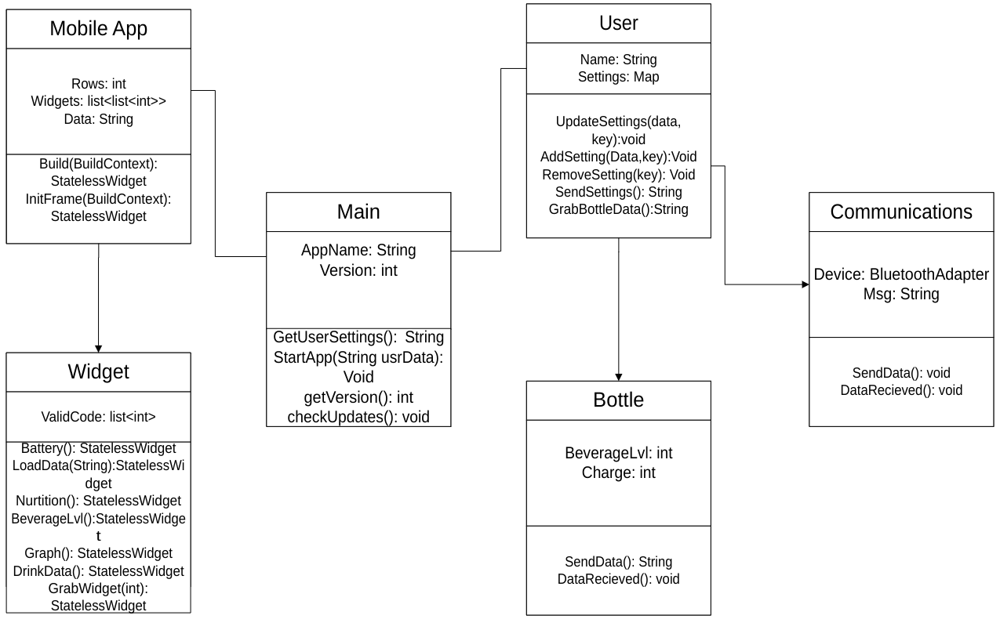 Mobile App
Rows: int
Widgets: list<list<int>>
Data: String
Build(BuildContext):
StatelessWidget
InitFrame(BuildContext):
StatelessWidget
Widget
ValidCode: list<int>
Battery(): StatelessWidget
LoadData(String):StatelessWi
dget
Nurtition(): StatelessWidget
BeverageLvl():StatelessWidge
t
Graph(): StatelessWidget
DrinkData(): StatelessWidget
GrabWidget(int):
StatelessWidget
Main
AppName: String
Version: int
GetUserSettings():  String
StartApp(String usrData):
Void
getVersion(): int
checkUpdates(): void
User
Name: String
Settings: Map
UpdateSettings(data,
key):void
AddSetting(Data,key):Void
RemoveSetting(key): Void
SendSettings(): String
GrabBottleData():String
Bottle
BeverageLvl: int
Charge: int
SendData(): String
DataRecieved(): void
Communications
Device: BluetoothAdapter
Msg: String
SendData(): void
DataRecieved(): void